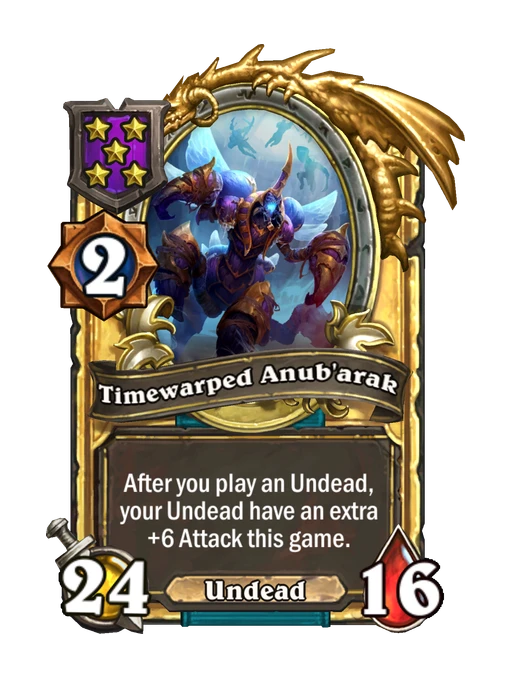 2
Timewarped Anub'arak
After you play an Undead,
your Undead have an extra
+6 Attack this game.
24
Undead
16